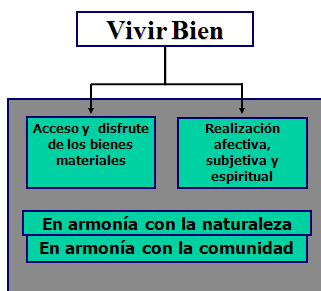 Vivir Bien
Acceso y disfrute
de los bienes
materiales
Realización
afectiva,
subjetiva y
espiritual
En armonía con la naturaleza
En armonía con la comunidad